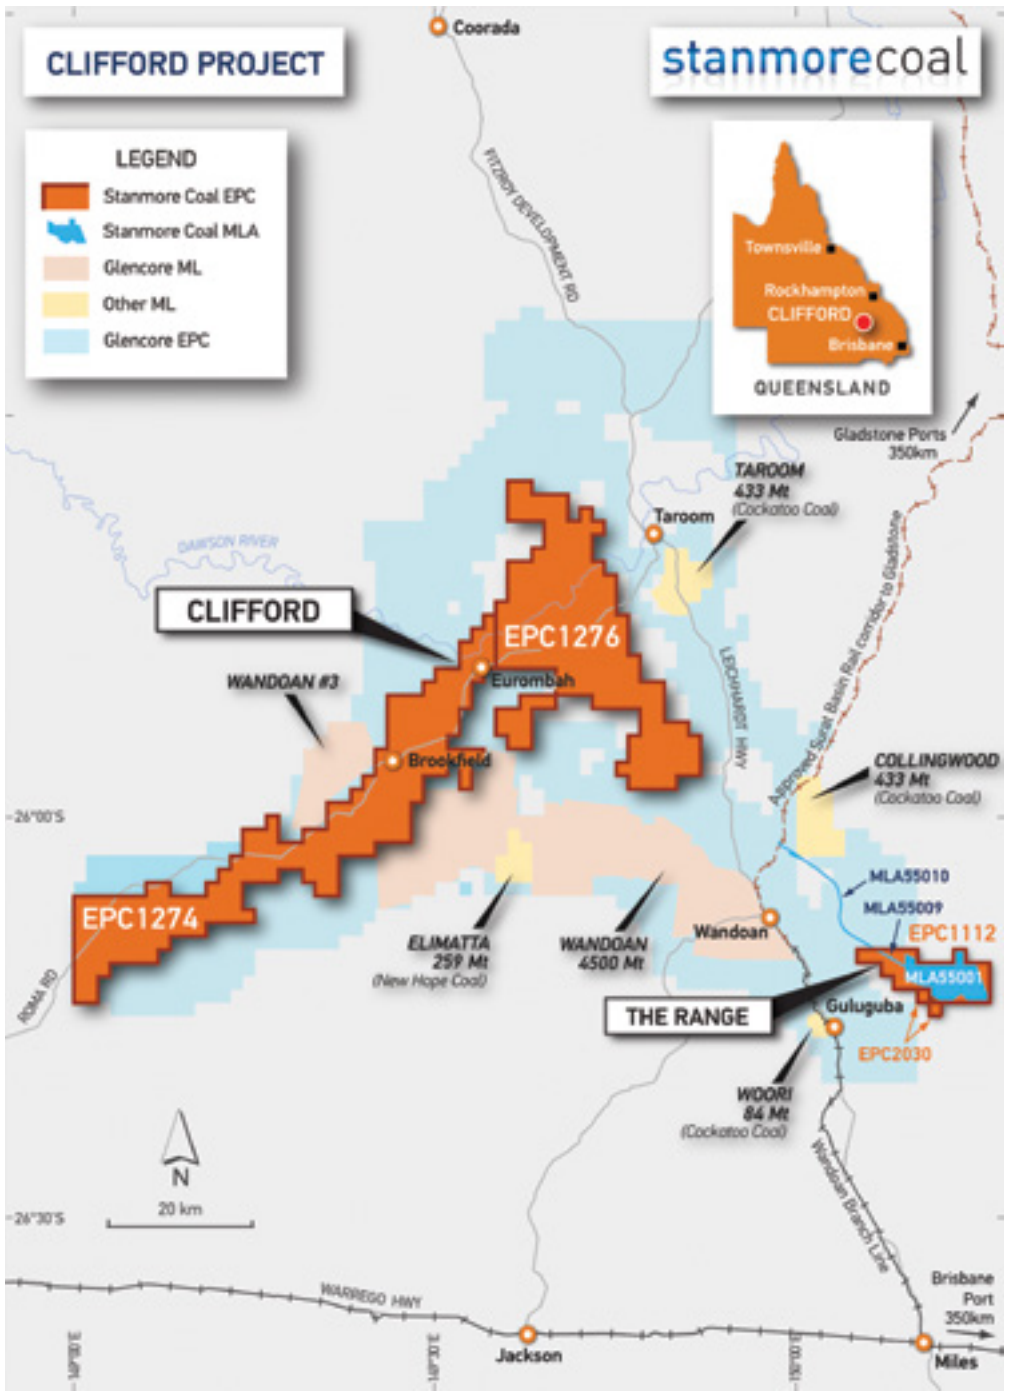 Coorada
CLIFFORD PROJECT
stanmorecoal
LEGEND
Stanmore Coal EPC
Stanmore Coal MLA
Glencore ML
Other ML
Glencore EPC
FITZROY DEVELOPMENT RD
Townsville
Rockhampton
CLIFFORD
Brisbane
QUEENSLAND
Gladstone Ports
350km
TAROOM
433 Mt
(Cockatoo Coal)
Taroom
DAWSON RIVER
CLIFFORD
EPC1276
Approved Surat Basin Rail corridor to Gladstone
LEICHHARDT HWY
WANDOAN #3
Eurombah
Brookfield
COLLINGWOOD
433 Mt
(Cockatoo Coal)
26°00'S
MLA55010
MLA55009
EPC1274
EPC1112
Wandoan
ELIMATTA
259 Mt
(New Hope Coal)
WANDOAN
4500 Mt
MLA55001
ROMA RD
THE RANGE
Guluguba
EPC2030
WOORI
84 Mt
(Cockatoo Coal)
N
20 km
Wandoan Branch Line
26°30'S
WARREGO HWY
Brisbane
Port
350km
Jackson
Miles
149°30'E
150°00'E